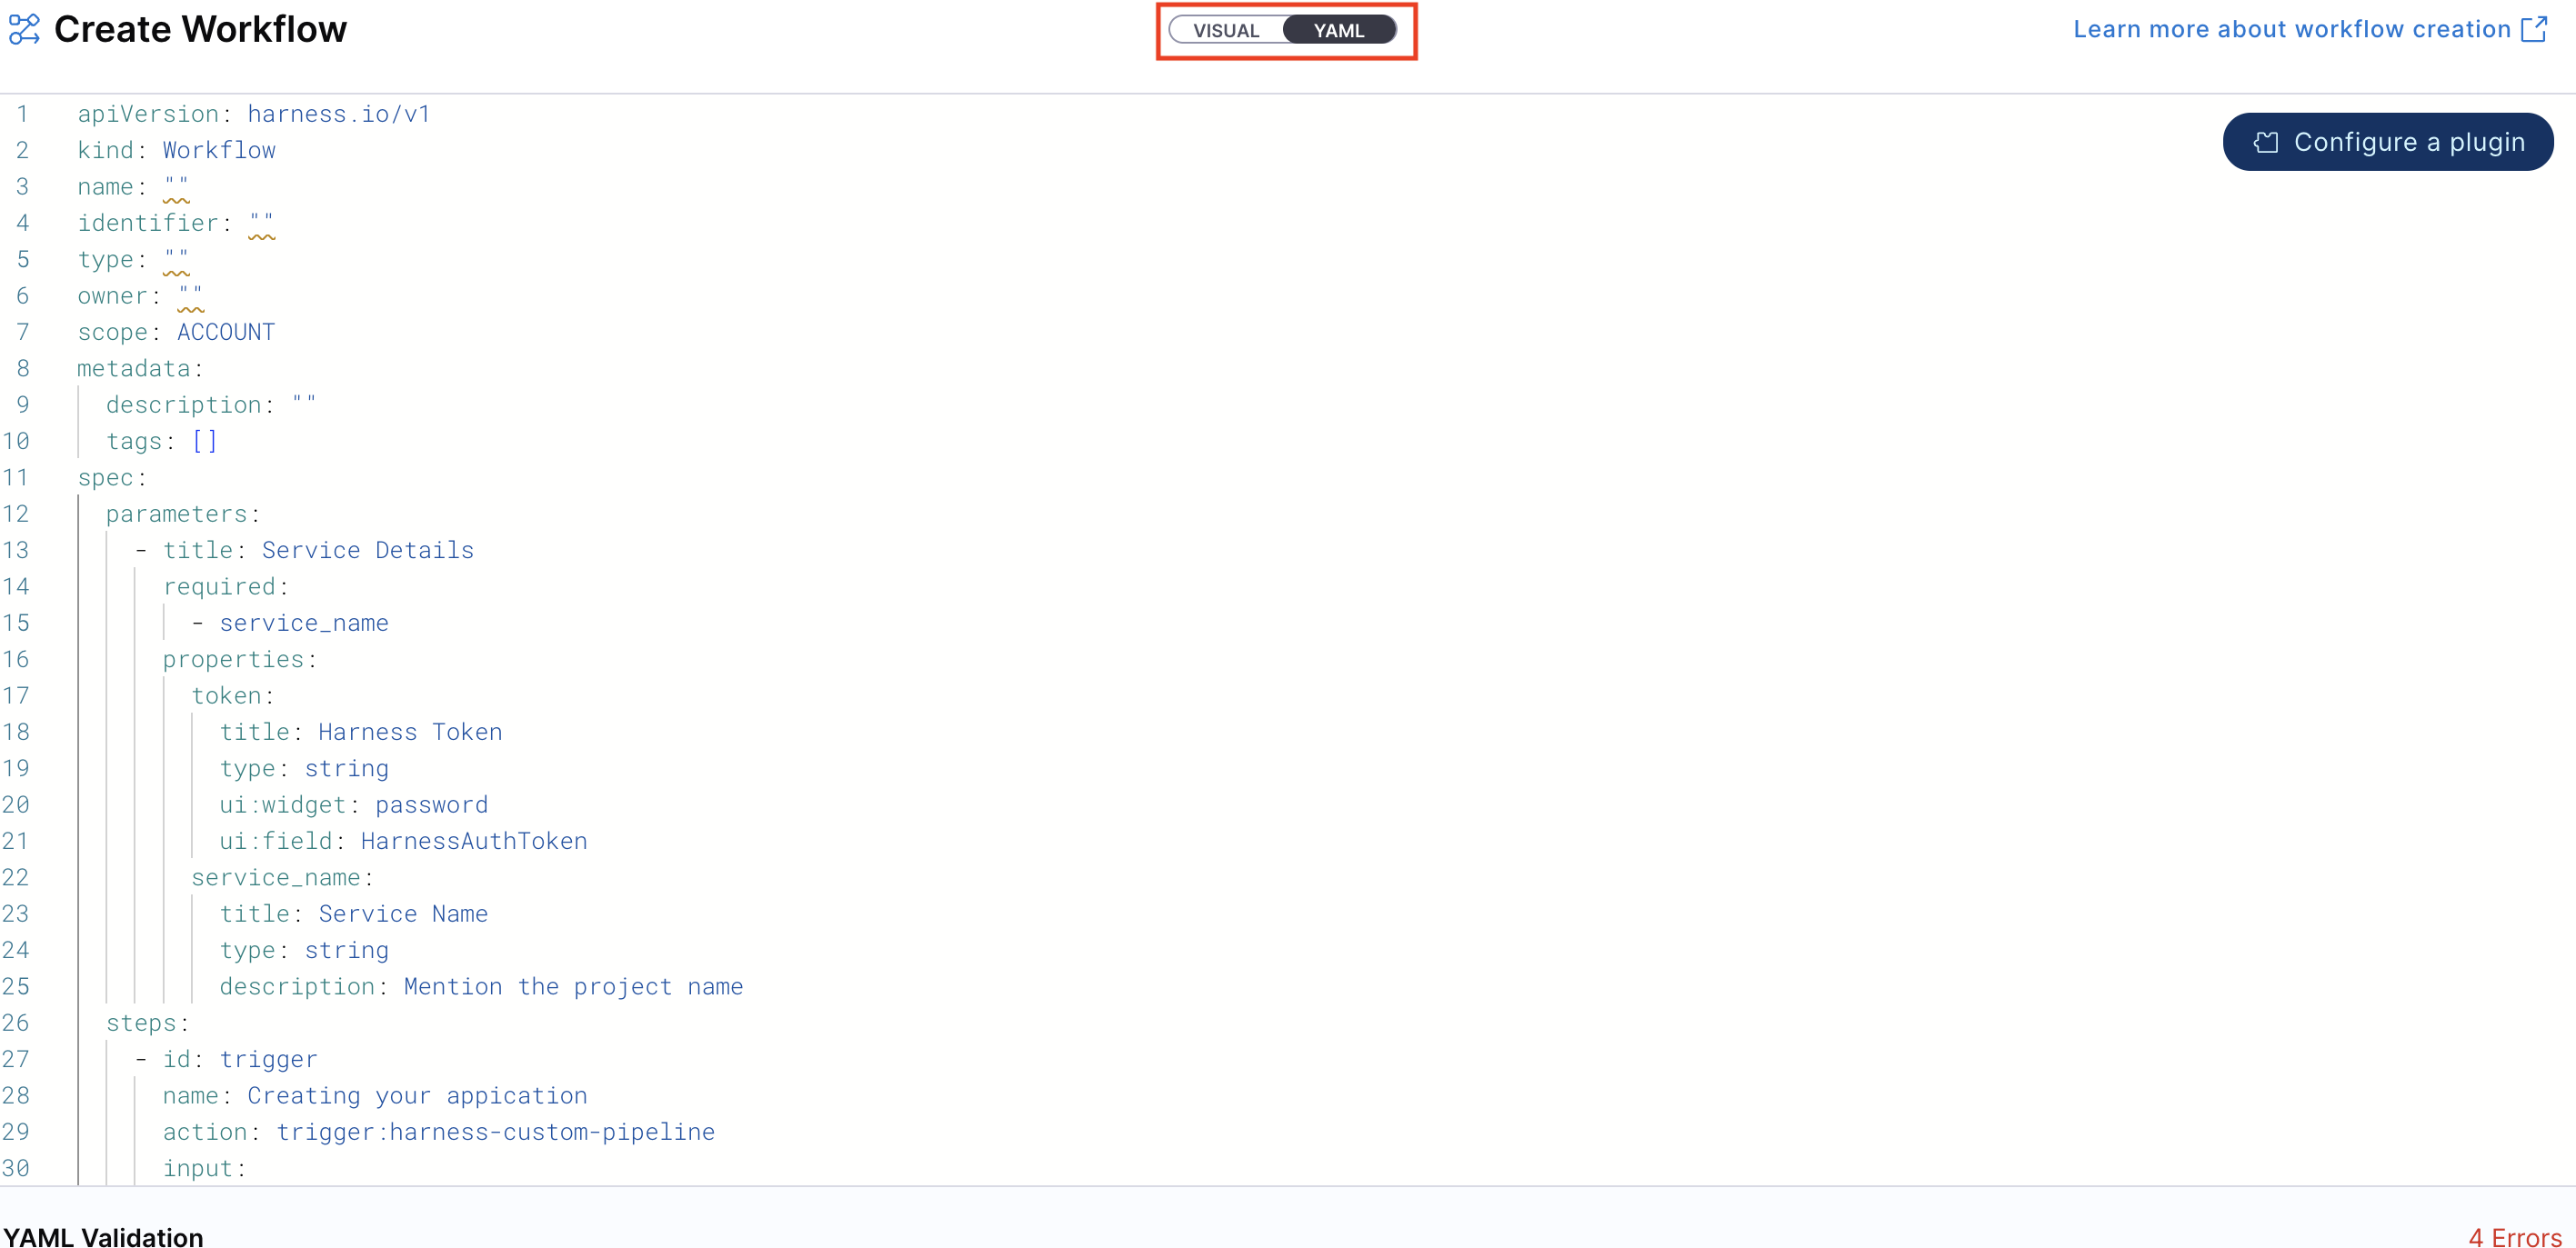 Create Workflow
VISUAL YAML
Learn more about workflow creation
Configure a plugin
1 apiVersion: harness.io/v1
2 kind: Workflow
3 name: ""
4 identifier: ""
5 type: ""
6 owner: ""
7 scope: ACCOUNT
8 metadata:
9   description: ""
10   tags: []
11 spec:
12   parameters:
13     - title: Service Details
14       required:
15         - service_name
16       properties:
17         token:
18           title: Harness Token
19           type: string
20           ui:widget: password
21           ui:field: HarnessAuthToken
22         service_name:
23           title: Service Name
24           type: string
25           description: Mention the project name
26   steps:
27     - id: trigger
28       name: Creating your appication
29       action: trigger:harness-custom-pipeline
30       input:
YAML Validation
4 Errors